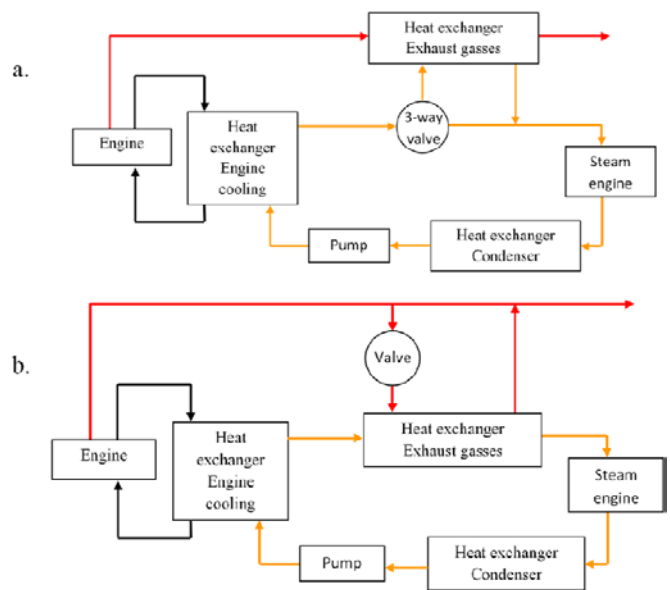 a.
Heat exchanger
Exhaust gasses
3-way
valve
Engine
Heat
exchanger
Engine
cooling
Steam
engine
Pump
Heat exchanger
Condenser
b.
Valve
Heat exchanger
Exhaust gasses
Engine
Heat
exchanger
Engine
cooling
Steam
engine
Pump
Heat exchanger
Condenser